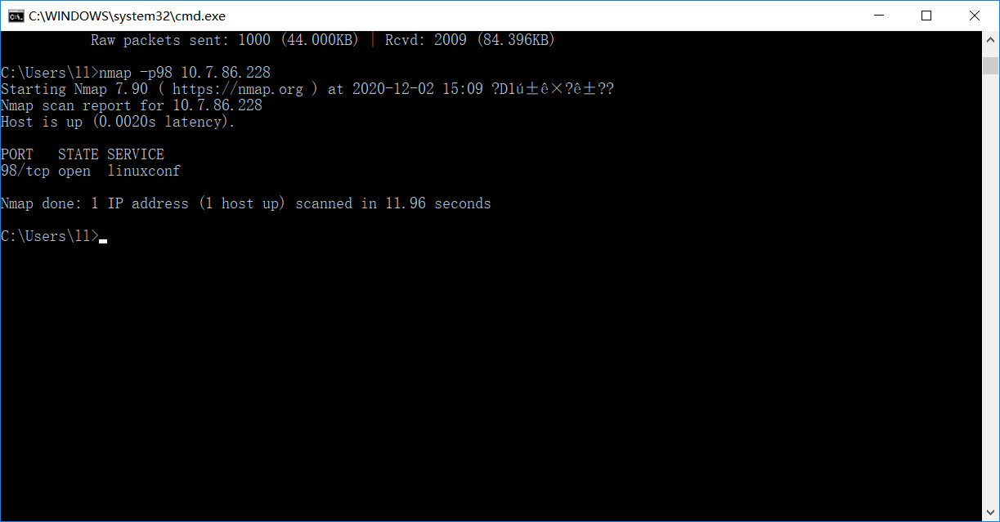 C:\WINDOWS\system32\cmd.exe
Raw packets sent: 1000 (44.000KB) | Rcvd: 2009 (84.396KB)
C:\Users\ll>nmap -p98 10.7.86.228
Starting Nmap 7.90 ( https://nmap.org ) at 2020-12-02 15:09 ?D1ú±ê×?ê±??
Nmap scan report for 10.7.86.228
Host is up (0.0020s latency).
PORT   STATE SERVICE
98/tcp open  linuxconf
Nmap done: 1 IP address (1 host up) scanned in 11.96 seconds
C:\Users\ll>